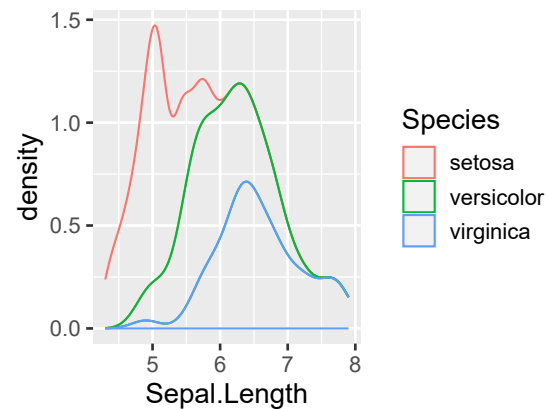 1.5
1.0
0.5
0.0
density
5 6 7 8
Sepal.Length
Species
setosa
versicolor
virginica